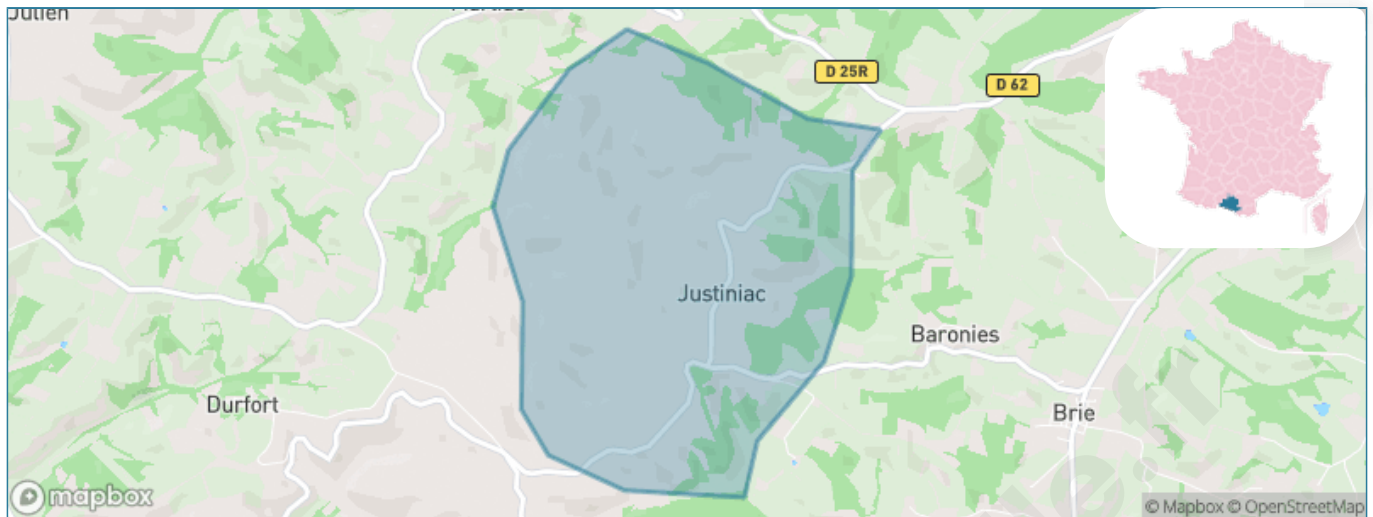 Julien
D 25R
D 62
Justiniac
Baronies
Durfort
Brie
mapbox
© Mapbox © OpenStreetMap